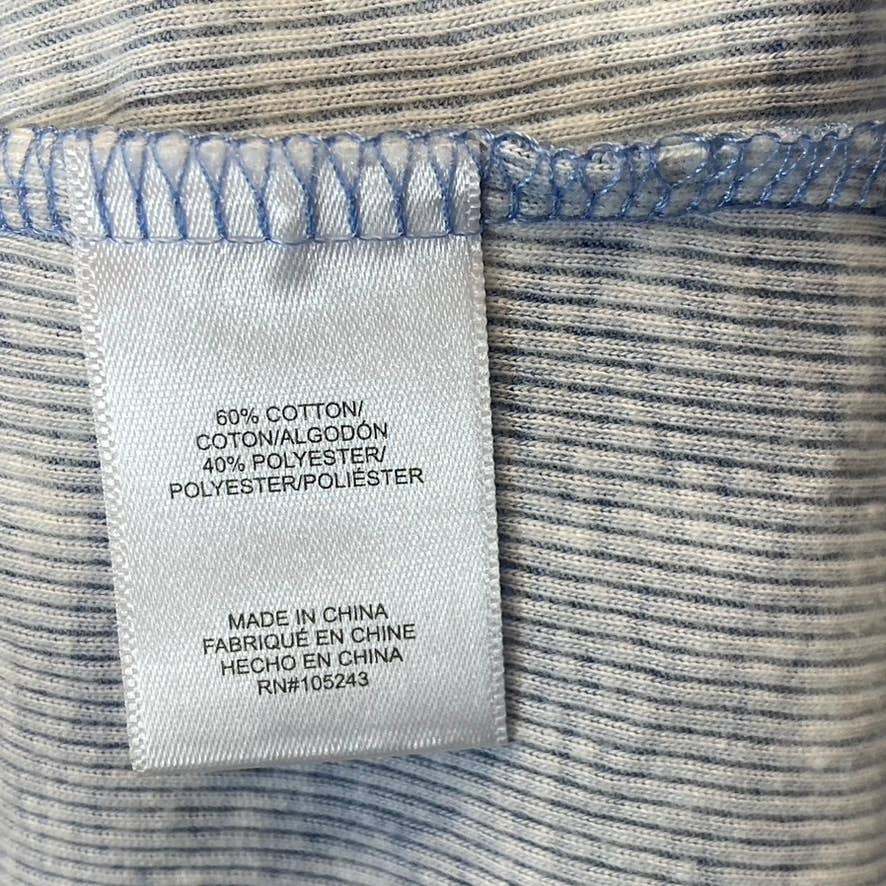 60% COTTON/
COTON/ALGODÓN
40% POLYESTER/
POLYESTER/POLIÉSTER
MADE IN CHINA
FABRIQUÉ EN CHINE
HECHO EN CHINA
RN#105243